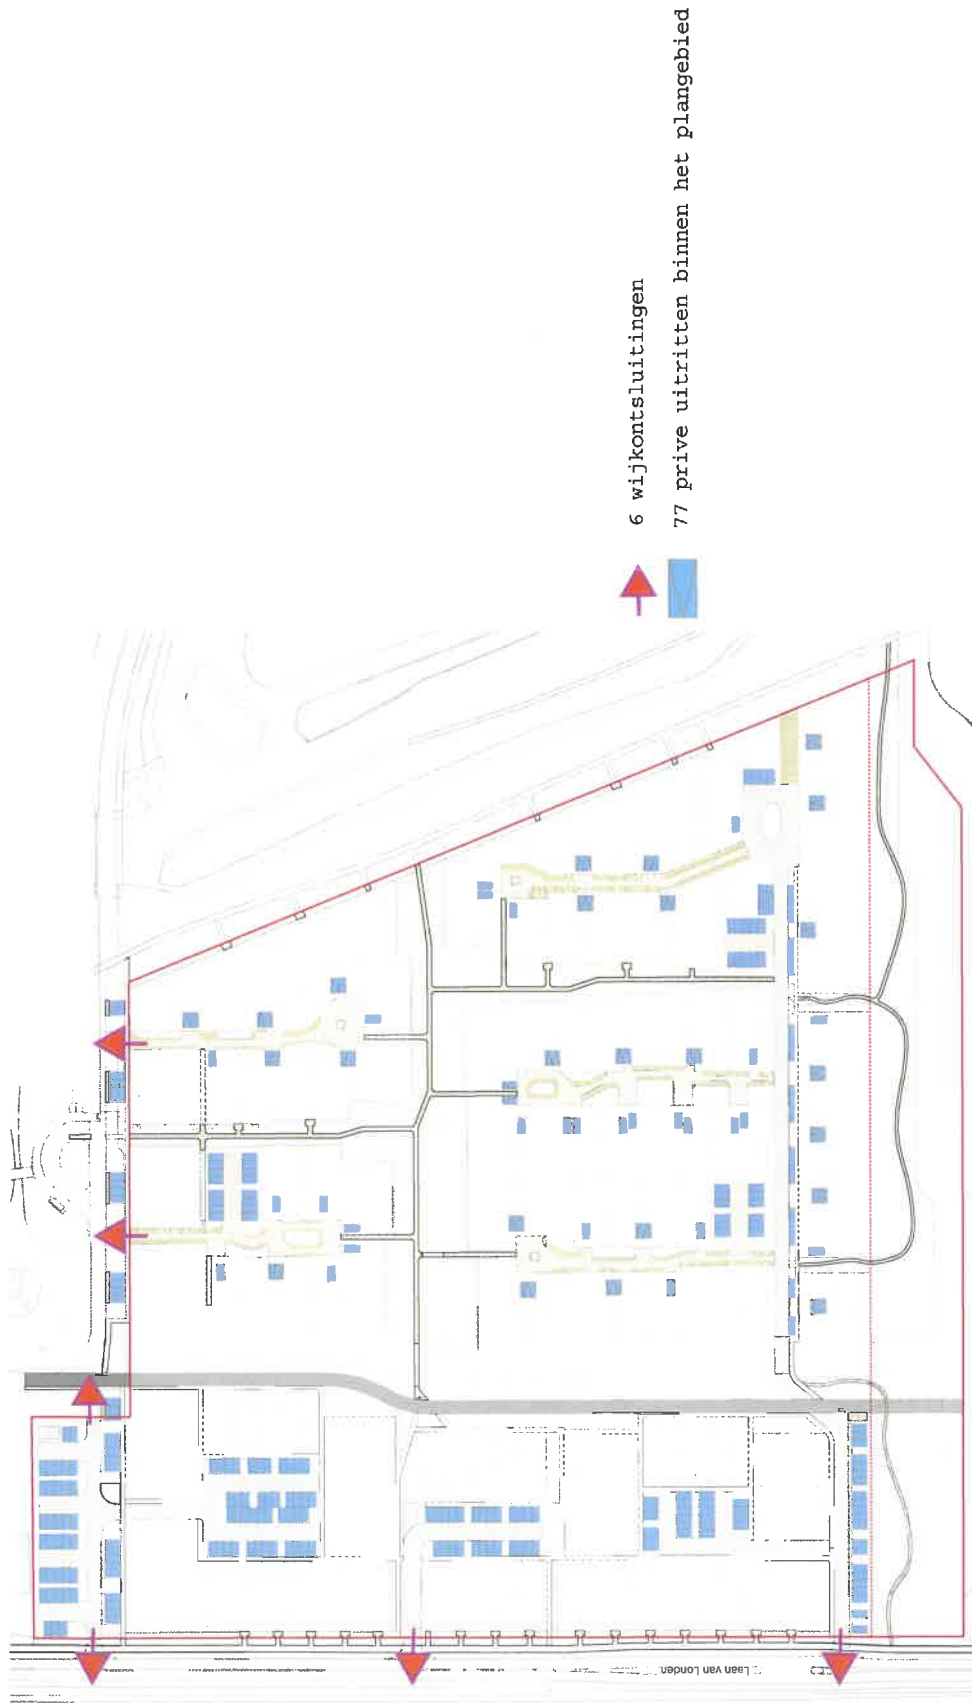 6 wijkontsluitingen
77 prive uitritten binnen het plangebied
Laan van Londen